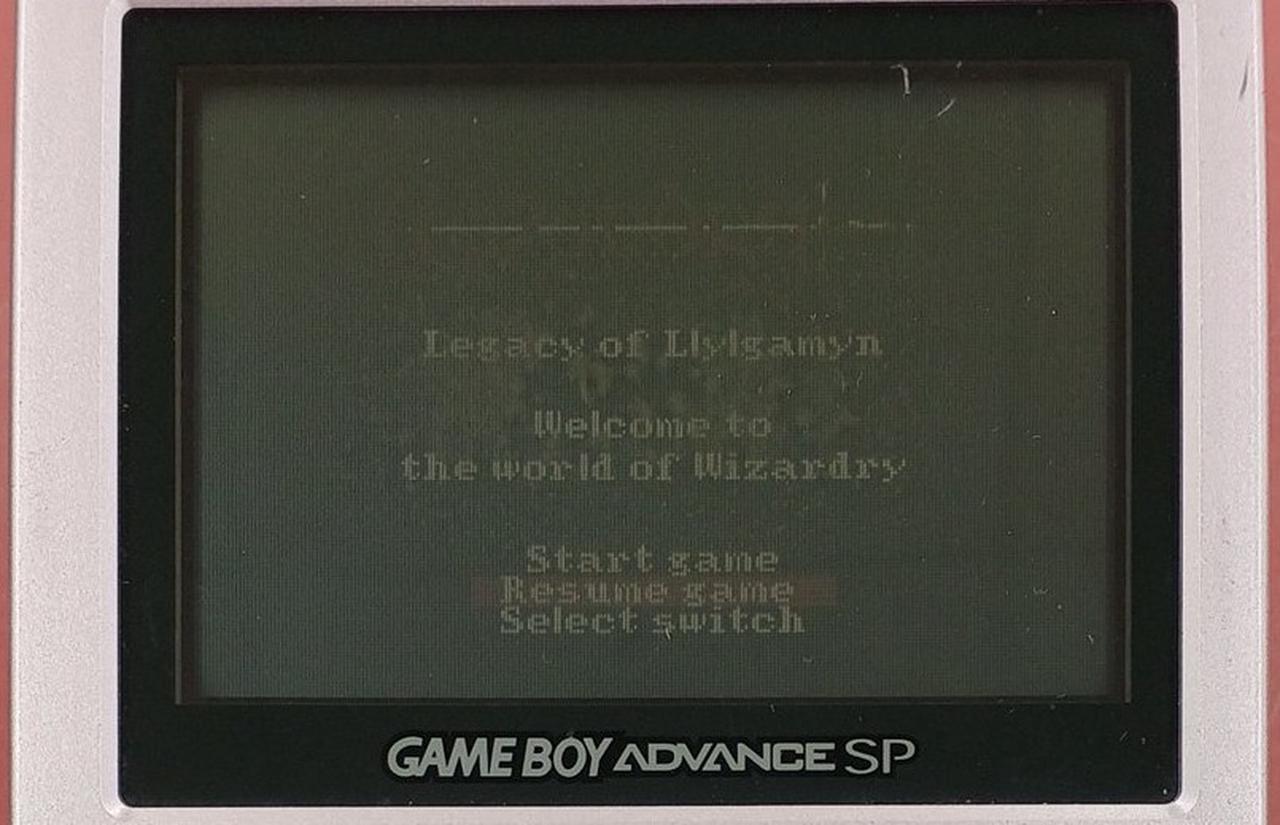 Legacy of Llylgamyn
Welcome to
the world of Wizardry
Start game
Resume game
Select switch
GAME BOY ADVANCE SP